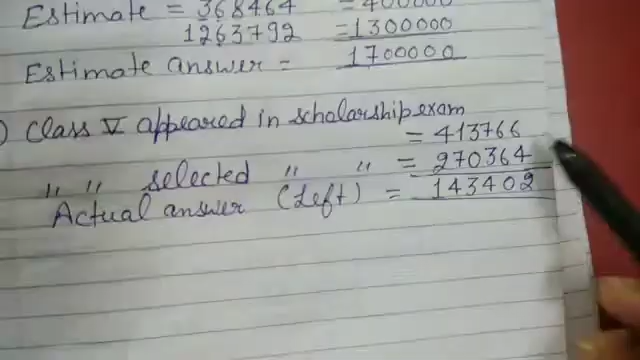 Estimate = 368464 = 400000
1263792 = 1300000
Estimate answer = 1700000
) Class V appeared in scholarship exam
= 413766
" " selected " " = 270364
Actual answer (Left) = 143402